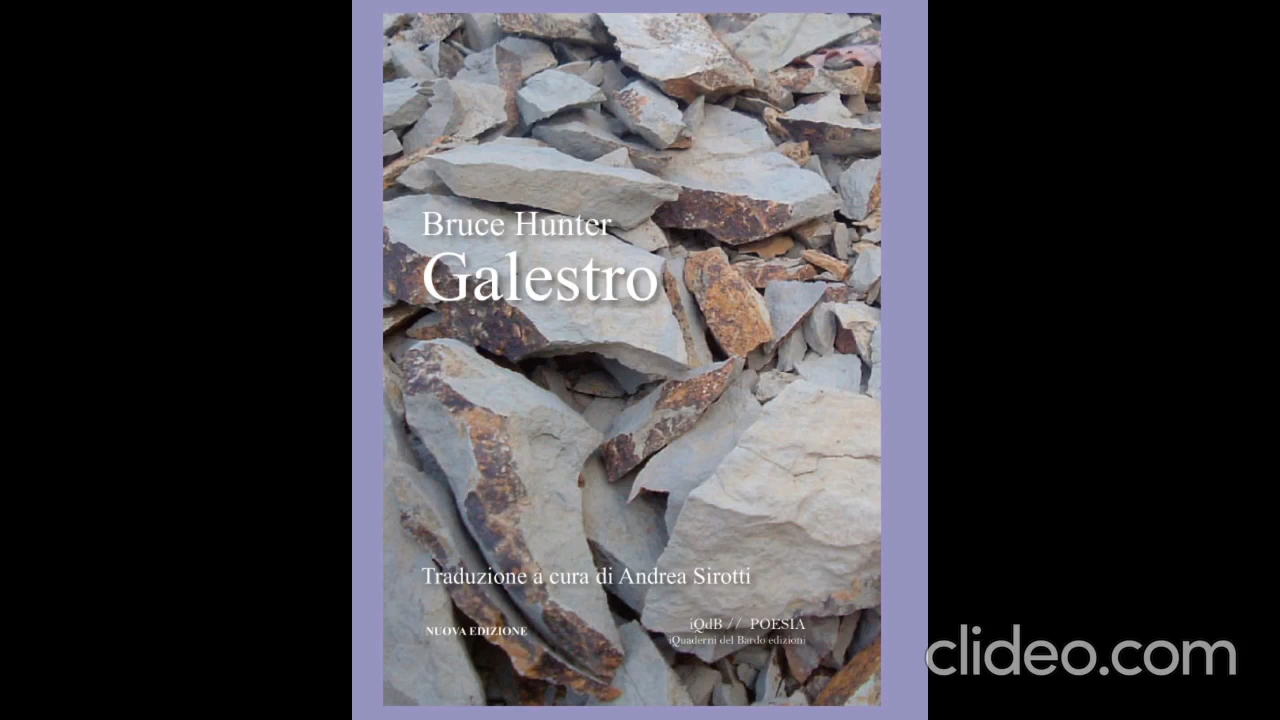 Bruce Hunter
Galestro
Traduzione a cura di Andrea Sirotti
NUOVA EDIZIONE
iQdB // POESIA
iQuaderni del Bardo edizioni
clideo.com